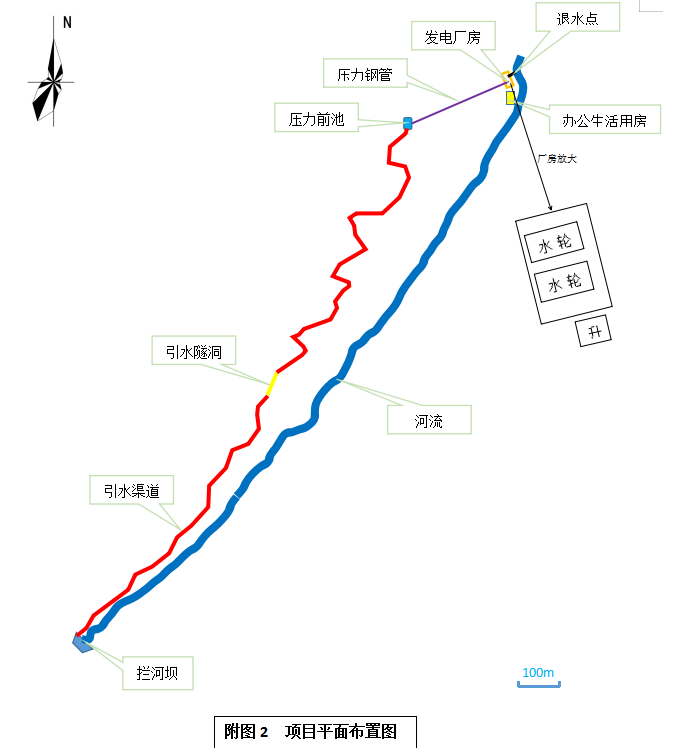 N
退水点
发电厂房
压力钢管
压力前池
办公生活用房
厂房放大
水轮
水轮
升
引水隧洞
河流
引水渠道
拦河坝
100m
附图 2 项目平面布置图